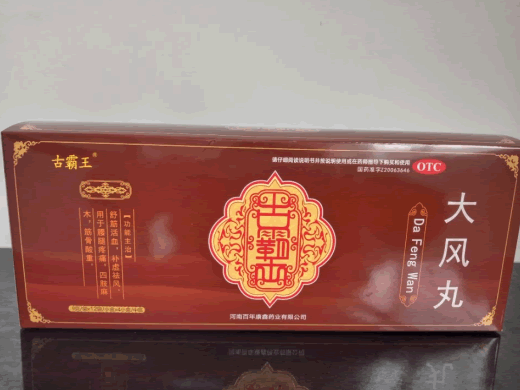 古霸王®
请仔细阅读说明书并按说明使用或在药师指导下购买和使用
国药准字Z20063646
OTC
大风丸
Da Feng Wan
古霸王
【功能主治】
舒筋活血,补虚祛风。
用于腰腿疼痛,四肢麻
木,筋骨酸重。
河南百年康鑫药业有限公司